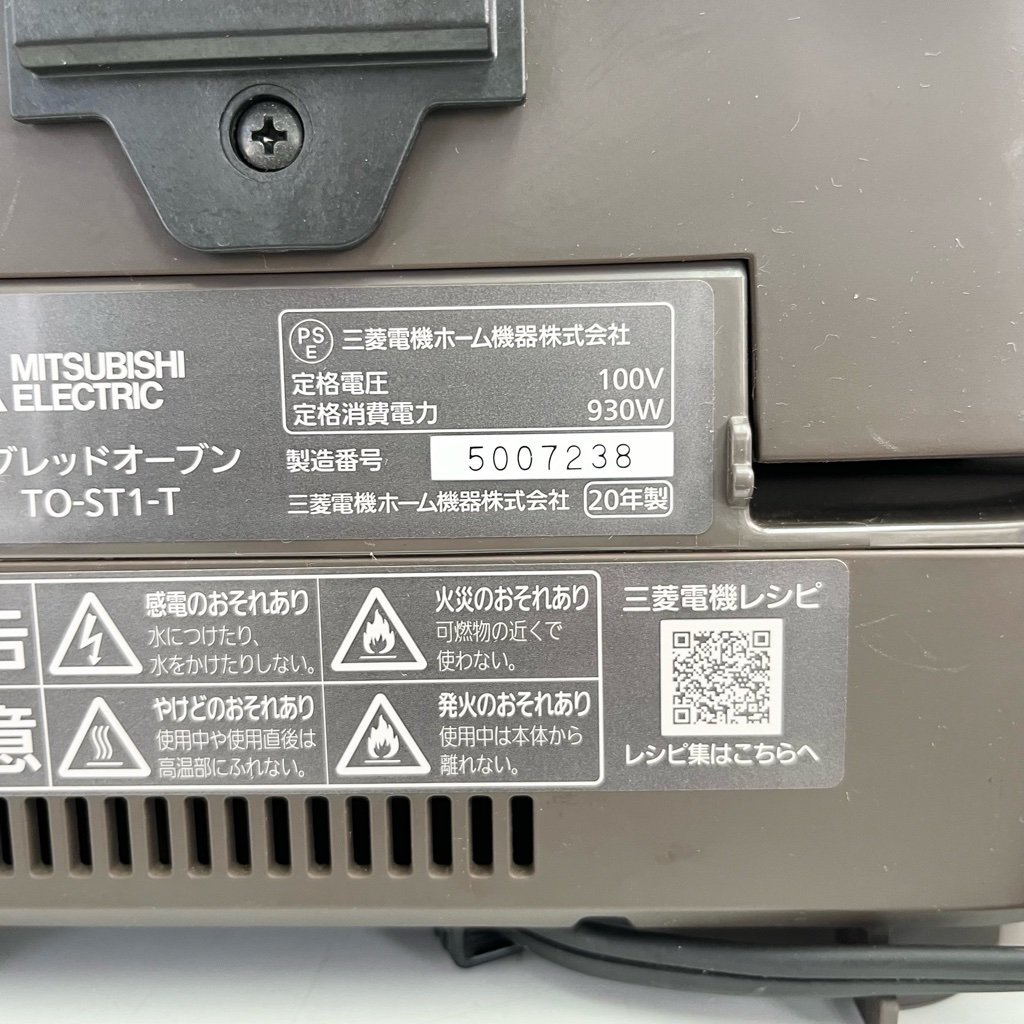 MITSUBISHI
ELECTRIC
ブレッドオーブン
TO-ST1-T
PS
E
三菱電機ホーム機器株式会社
定格電圧 100V
定格消費電力 930W
製造番号 5007238
三菱電機ホーム機器株式会社 20年製
感電のおそれあり
水につけたり、
水をかけたりしない。
火災のおそれあり
可燃物の近くで
使わない。
意
やけどのおそれあり
使用中や使用直後は
高温部にふれない。
発火のおそれあり
使用中は本体から
離れない。
三菱電機レシピ
レシピ集はこちらへ